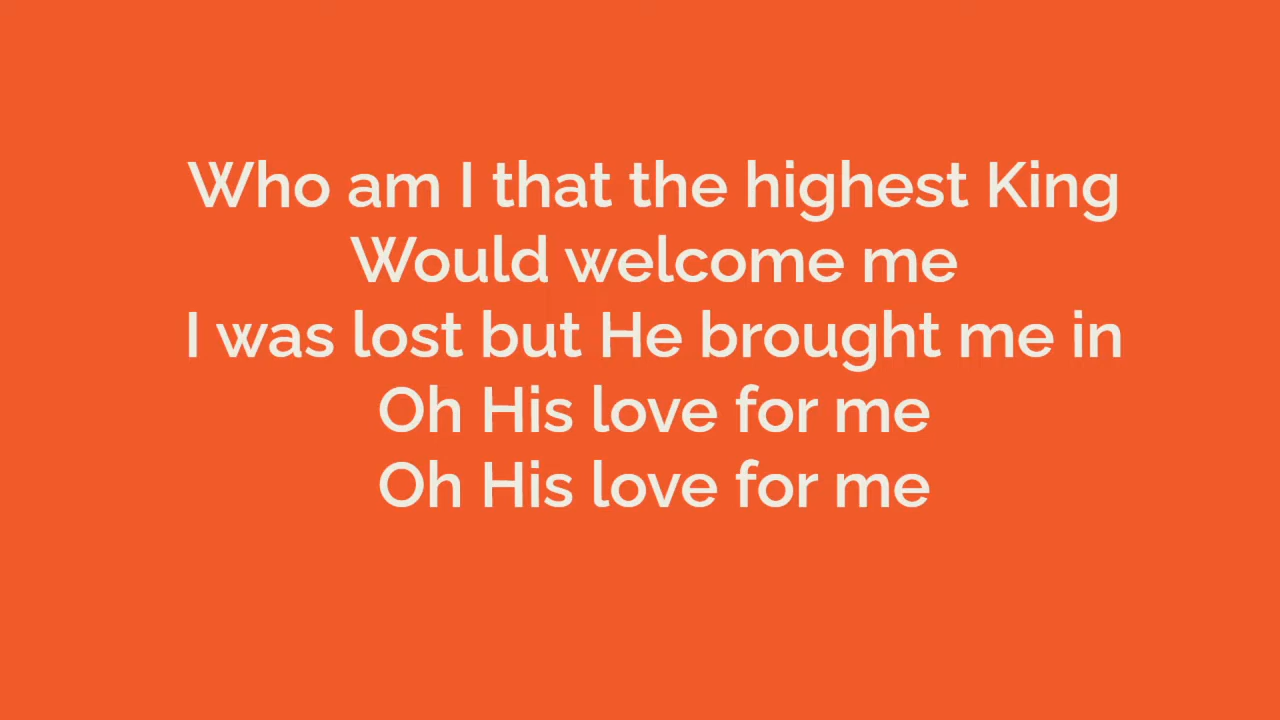 Who am I that the highest King
Would welcome me
I was lost but He brought me in
Oh His love for me
Oh His love for me